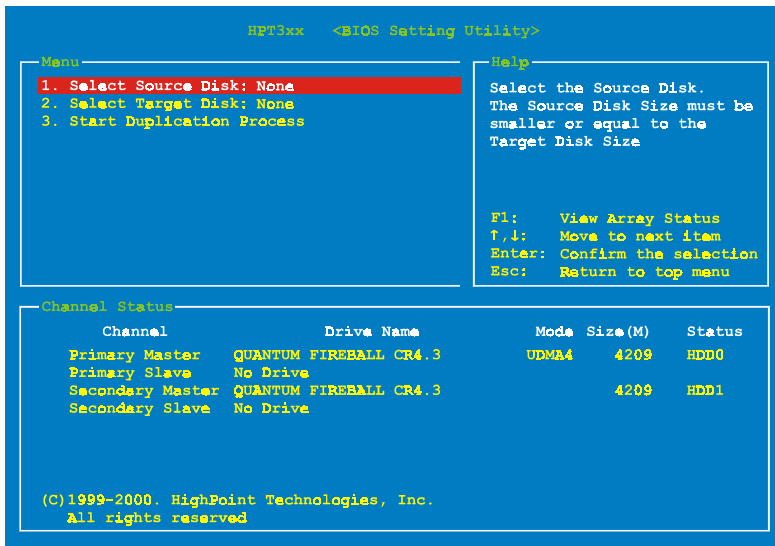 HPT3xx <BIOS Setting Utility>
Menu
1. Select Source Disk: None
2. Select Target Disk: None
3. Start Duplication Process
Help
Select the Source Disk.
The Source Disk Size must be
smaller or equal to the
Target Disk Size
F1: View Array Status
↑,↓: Move to next item
Enter: Confirm the selection
Esc: Return to top menu
Channel Status
Channel Drive Name Mode Size(M) Status
Primary Master QUANTUM FIREBALL CR4.3 UDMA4 4209 HDD0
Primary Slave No Drive
Secondary Master QUANTUM FIREBALL CR4.3 4209 HDD1
Secondary Slave No Drive
(C)1999-2000. HighPoint Technologies, Inc.
All rights reserved